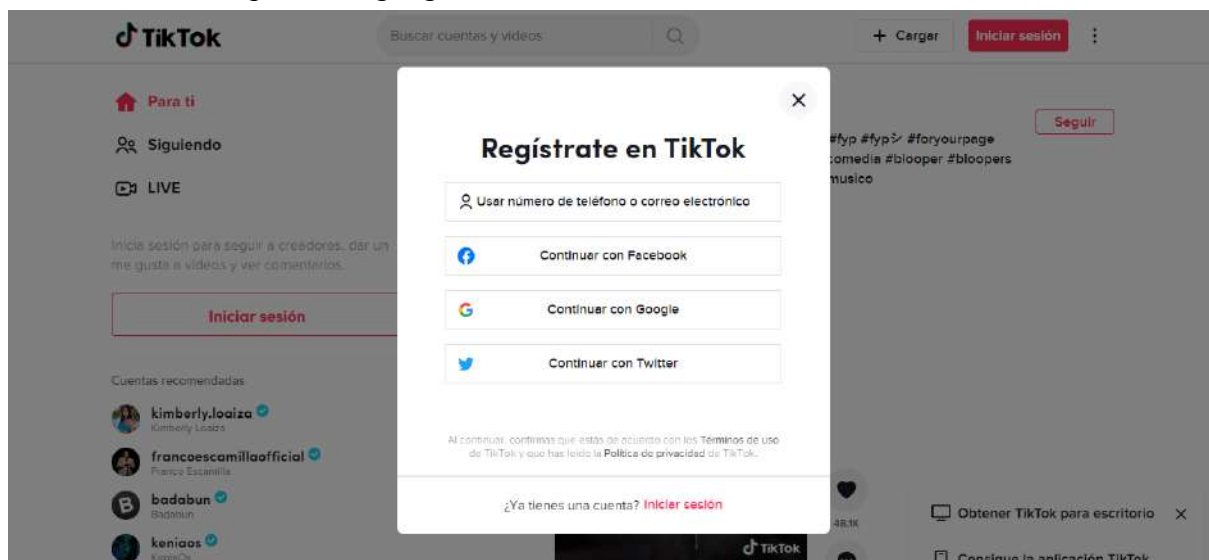 TikTok
Buscar cuentas y videos
+ Cargar
Iniciar sesión
Para ti
Siguiendo
LIVE
Inicia sesión para seguir a creadores, dar un
me gusta a videos y ver comentarios.
Iniciar sesión
Cuentas recomendadas
kimberly.loaiza
Kimberly Loaiza
francoescamillaofficial
Franco Escamilla
badabun
Badabun
keniaos
KeniaOs
Regístrate en TikTok
Usar número de teléfono o correo electrónico
Continuar con Facebook
Continuar con Google
Continuar con Twitter
Al continuar, confirmas que estás de acuerdo con los Términos de uso
de TikTok y que has leído la Política de privacidad de TikTok.
¿Ya tienes una cuenta? Iniciar sesión
Seguir
#fyp #fypシ #foryourpage
comedia #blooper #bloopers
musico
48.1K
TikTok
Obtener TikTok para escritorio
Consigue la aplicación TikTok